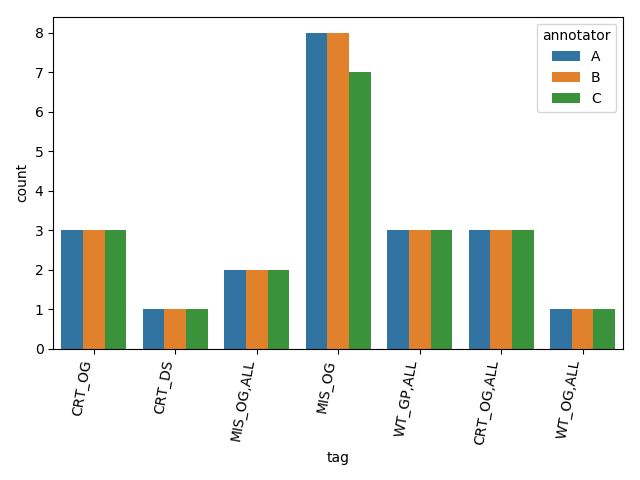 annotator
A
B
C
8
7
6
5
4
3
2
1
0
count
CRT_OG
CRT_DS
MIS_OG,ALL
MIS_OG
WT_GP,ALL
CRT_OG,ALL
WT_OG,ALL
tag